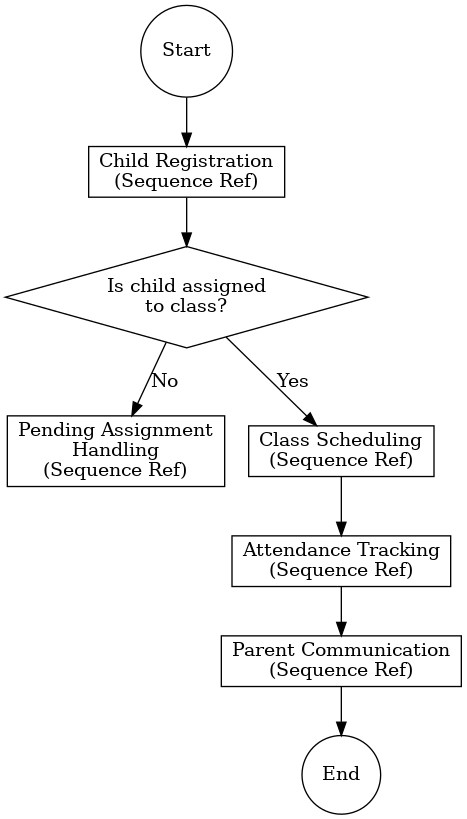 Start
Child Registration
(Sequence Ref)
Is child assigned
to class?
No
Yes
Pending Assignment
Handling
(Sequence Ref)
Class Scheduling
(Sequence Ref)
Attendance Tracking
(Sequence Ref)
Parent Communication
(Sequence Ref)
End